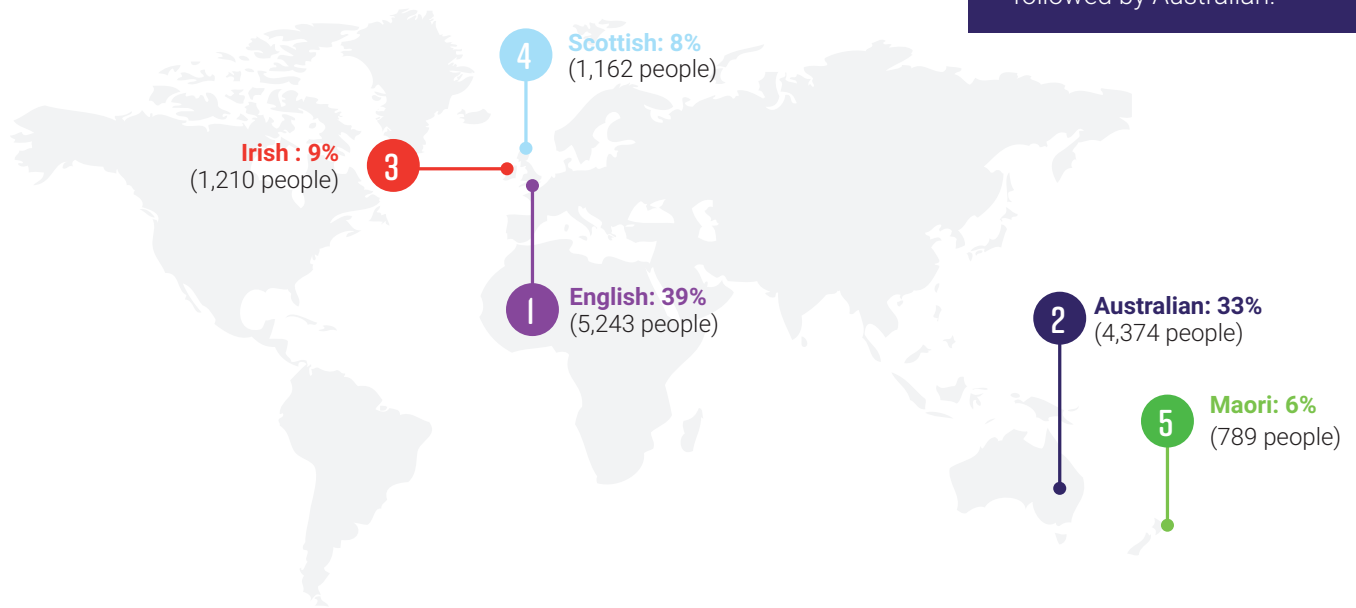 followed by Australian.
4
Scottish: 8%
(1,162 people)
Irish : 9%
(1,210 people)
3
1
English: 39%
(5,243 people)
2
Australian: 33%
(4,374 people)
5
Maori: 6%
(789 people)